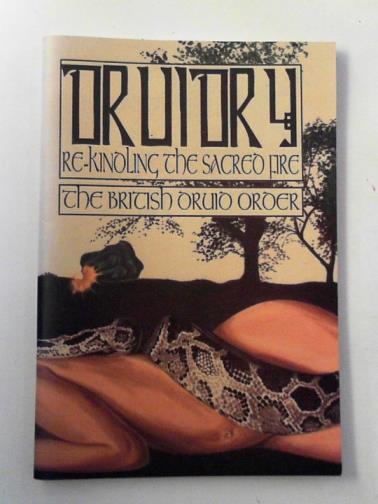 DRUIDRY
RE-KINDLING THE SACRED FIRE
THE BRITISH DRUID ORDER